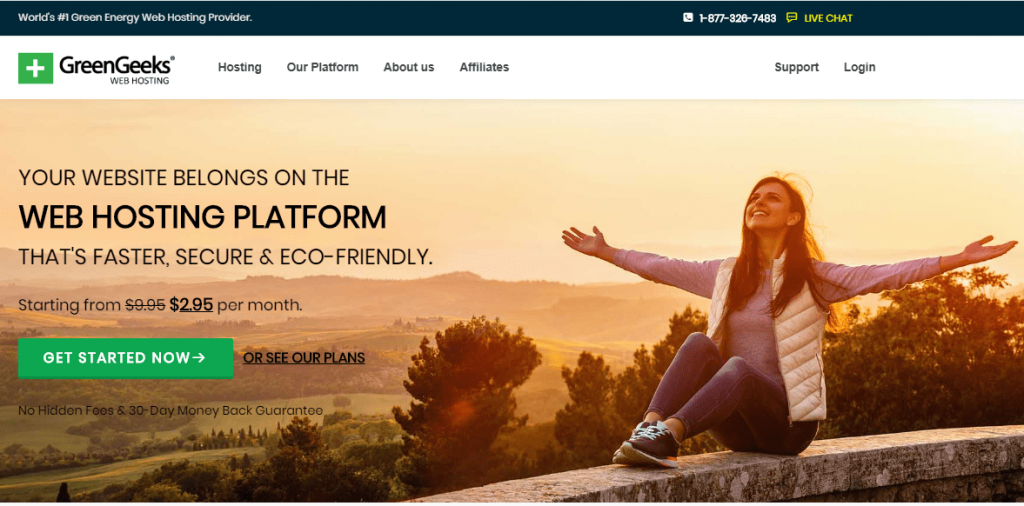 World's #1 Green Energy Web Hosting Provider.
1-877-326-7483
LIVE CHAT
GreenGeeks®
WEB HOSTING
Hosting
Our Platform
About us
Affiliates
Support
Login
YOUR WEBSITE BELONGS ON THE
WEB HOSTING PLATFORM
THAT'S FASTER, SECURE & ECO-FRIENDLY.
Starting from $9.95 $2.95 per month.
GET STARTED NOW→
OR SEE OUR PLANS
No Hidden Fees & 30-Day Money Back Guarantee